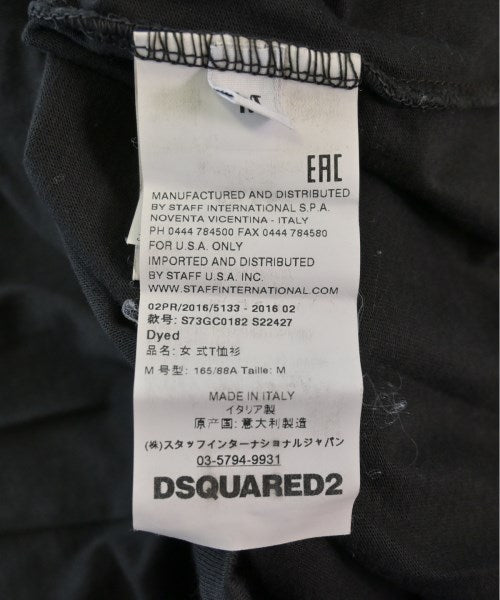 EAC
MANUFACTURED AND DISTRIBUTED
BY STAFF INTERNATIONAL S.P.A.
NOVENTA VICENTINA - ITALY
PH 0444 784500 FAX 0444 784580
FOR U.S.A. ONLY
IMPORTED AND DISTRIBUTED
BY STAFF U.S.A. INC.
WWW.STAFFINTERNATIONAL.COM
02PR/2016/5133 - 2016 02
款号: S73GC0182 S22427
Dyed
品名: 女 式T恤衫
M 号型: 165/88A Taille: M
MADE IN ITALY
イタリア製
原产国: 意大利制造
(株)スタッフインターナショナルジャパン
03-5794-9931
DSQUARED2